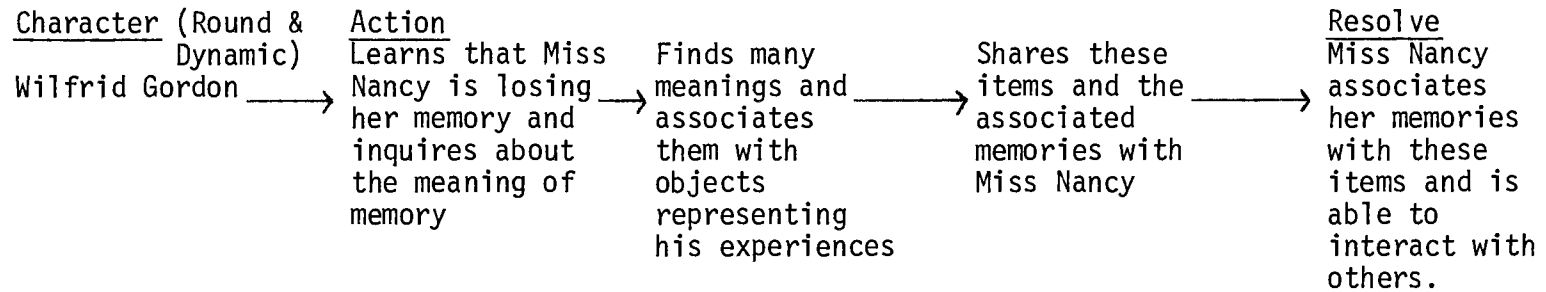 Character (Round &
Dynamic)
Wilfrid Gordon
Action
Learns that Miss
Nancy is losing
her memory and
inquires about
the meaning of
memory
Finds many
meanings and
associates
them with
objects
representing
his experiences
Shares these
items and the
associated
memories with
Miss Nancy
Resolve
Miss Nancy
associates
her memories
with these
items and is
able to
interact with
others.